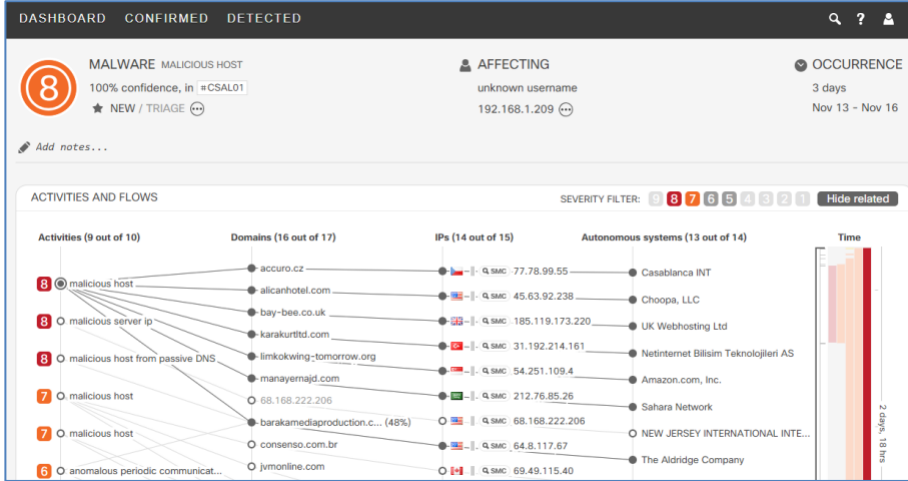 DASHBOARD CONFIRMED DETECTED
8
MALWARE MALICIOUS HOST
100% confidence, in #CSAL01
NEW / TRIAGE
AFFECTING
unknown username
192.168.1.209
OCCURRENCE
3 days
Nov 13 - Nov 16
Add notes...
ACTIVITIES AND FLOWS
SEVERITY FILTER: 9 8 7 6 5 4 3 2 1 Hide related
Activities (9 out of 10) Domains (16 out of 17) IPs (14 out of 15) Autonomous systems (13 out of 14) Time
8 malicious host
8 malicious server ip
8 malicious host from passive DNS
7 malicious host
7 malicious host
6 anomalous periodic communicat...
accuro.cz
alicanhotel.com
bay-bee.co.uk
karakurtltd.com
limkokwing-tomorrow.org
manayernajd.com
68.168.222.206
barakamediaproduction.c... (48%)
consenso.com.br
jvmonline.com
SMC 77.78.99.55
SMC 45.63.92.238
SMC 185.119.173.220
SMC 31.192.214.161
SMC 54.251.109.4
SMC 212.76.85.26
SMC 68.168.222.206
SMC 64.8.117.67
SMC 69.49.115.40
Casablanca INT
Choopa, LLC
UK Webhosting Ltd
Netinternet Bilisim Teknolojileri AS
Amazon.com, Inc.
Sahara Network
NEW JERSEY INTERNATIONAL INTE...
The Aldridge Company
2 days, 18 hrs